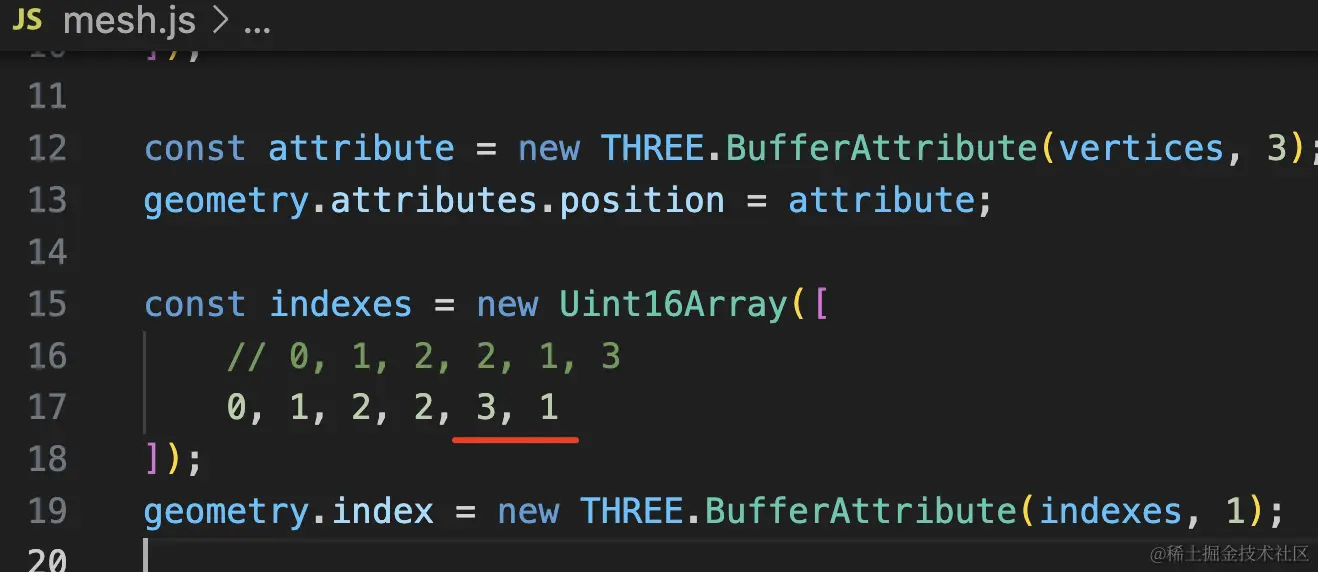 JS mesh.js > ...
10 ]);
11
12 const attribute = new THREE.BufferAttribute(vertices, 3);
13 geometry.attributes.position = attribute;
14
15 const indexes = new Uint16Array([
16 // 0, 1, 2, 2, 1, 3
17 0, 1, 2, 2, 3, 1
18 ]);
19 geometry.index = new THREE.BufferAttribute(indexes, 1);
20
@稀土掘金技术社区